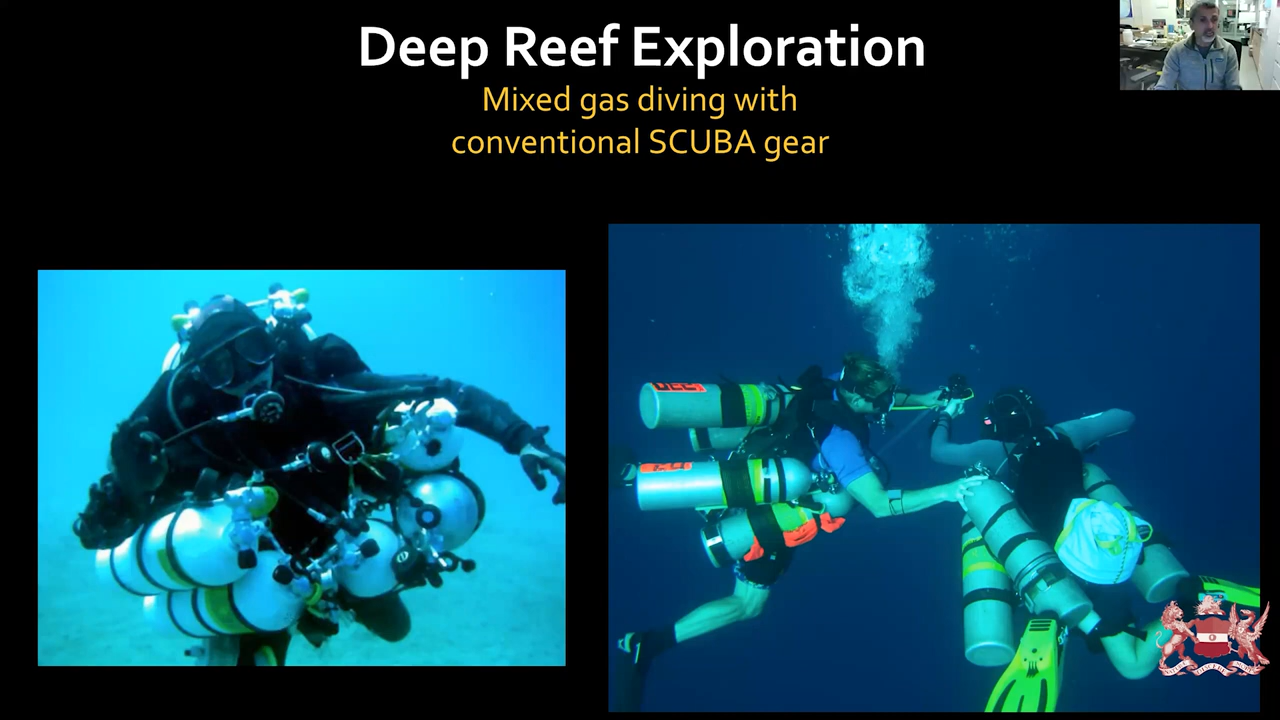 Deep Reef Exploration
Mixed gas diving with
conventional SCUBA gear